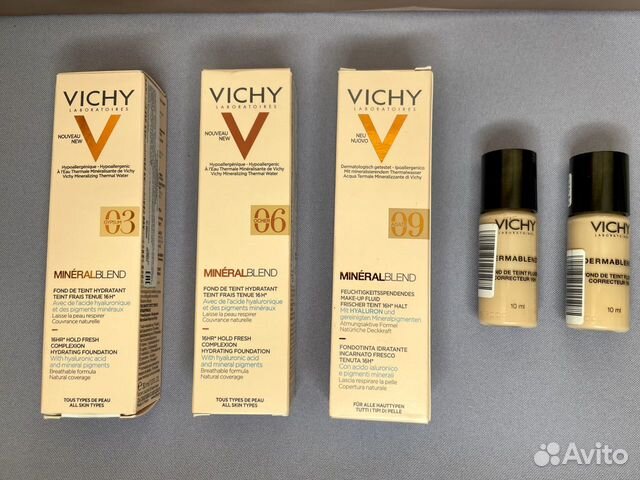 VICHY
LABORATOIRES
NOUVEAU
NEW
Hypoallergénique - Hypoallergenic
À l'Eau Thermale Minéralisante de Vichy
Vichy Mineralizing Thermal Water
03
GYPSUM
MINÉRALBLEND
FOND DE TEINT HYDRATANT
TEINT FRAIS TENUE 16H*
Avec de l'acide hyaluronique
et des pigments minéraux
Laisse la peau respirer
Couvrance naturelle
16HR* HOLD FRESH
COMPLEXION
HYDRATING FOUNDATION
With hyaluronic acid
and mineral pigments
Breathable formula
Natural coverage
TOUS TYPES DE PEAU
ALL SKIN TYPES
VICHY
LABORATOIRES
NOUVEAU
NEW
Hypoallergénique - Hypoallergenic
À l'Eau Thermale Minéralisante de Vichy
Vichy Mineralizing Thermal Water
06
OCHER
MINÉRALBLEND
FOND DE TEINT HYDRATANT
TEINT FRAIS TENUE 16H*
Avec de l'acide hyaluronique
et des pigments minéraux
Laisse la peau respirer
Couvrance naturelle
16HR* HOLD FRESH
COMPLEXION
HYDRATING FOUNDATION
With hyaluronic acid
and mineral pigments
Breathable formula
Natural coverage
TOUS TYPES DE PEAU
ALL SKIN TYPES
VICHY
LABORATOIRES
NEU
NUOVO
Dermatologisch getestet - Ipoallergenico
Mit mineralisierendem Thermalwasser
Acqua Termale Mineralizzante di Vichy
09
MINÉRALBLEND
FEUCHTIGKEITSSPENDENDES
MAKE-UP FLUID
FRISCHER TEINT 16H* HALT
Mit HYALURON und
gereinigten Mineralpigmenten
Atmungsaktive Formel
Natürliche Deckkraft
FONDOTINTA IDRATANTE
INCARNATO FRESCO
TENUTA 16H*
Con acido ialuronico
e pigmenti minerali
Lascia respirare la pelle
Copertura naturale
FÜR ALLE HAUTTYPEN
TUTTI I TIPI DI PELLE
VICHY
LABORATOIRES
DERMABLEND
FOND DE TEINT FLUIDE
CORRECTEUR 16H
10 ml
VICHY
LABORATOIRES
DERMABLEND
FOND DE TEINT FLUIDE
CORRECTEUR 16H
10 ml
Avito